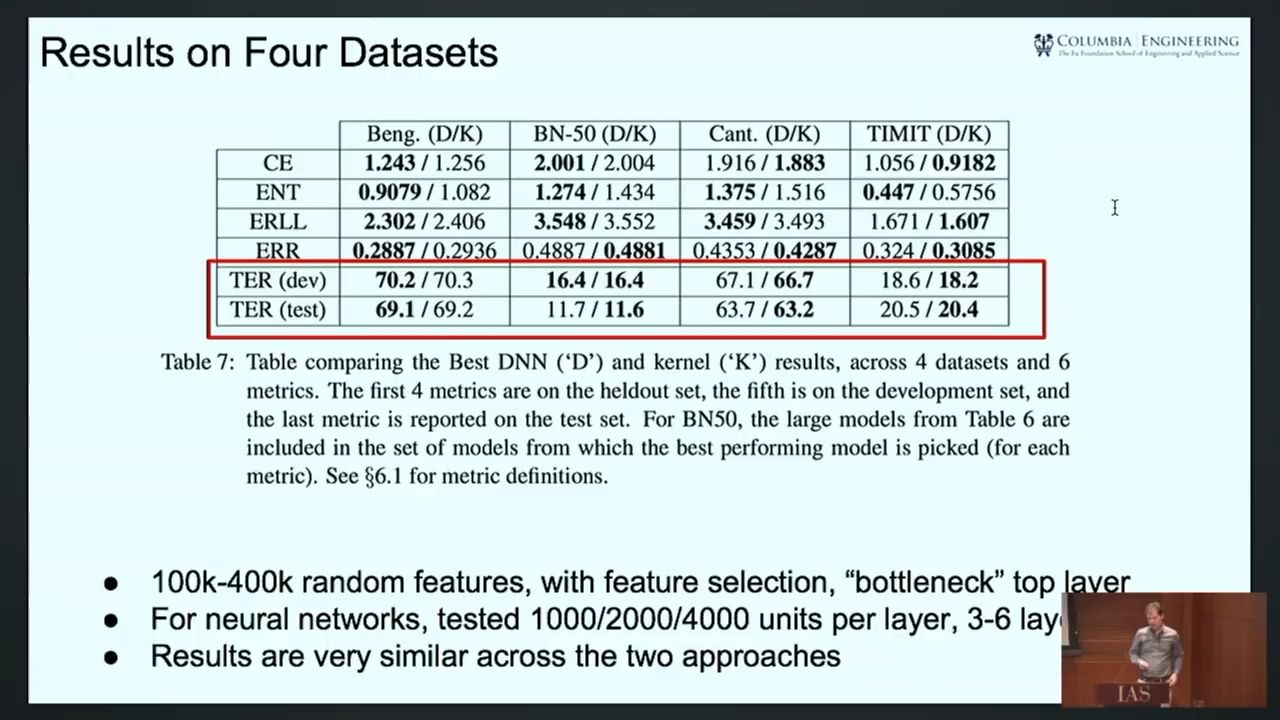 Results on Four Datasets
COLUMBIA | ENGINEERING
The Fu Foundation School of Engineering and Applied Science
Beng. (D/K) BN-50 (D/K) Cant. (D/K) TIMIT (D/K)
CE 1.243 / 1.256 2.001 / 2.004 1.916 / 1.883 1.056 / 0.9182
ENT 0.9079 / 1.082 1.274 / 1.434 1.375 / 1.516 0.447 / 0.5756
ERLL 2.302 / 2.406 3.548 / 3.552 3.459 / 3.493 1.671 / 1.607
ERR 0.2887 / 0.2936 0.4887 / 0.4881 0.4353 / 0.4287 0.324 / 0.3085
TER (dev) 70.2 / 70.3 16.4 / 16.4 67.1 / 66.7 18.6 / 18.2
TER (test) 69.1 / 69.2 11.7 / 11.6 63.7 / 63.2 20.5 / 20.4
Table 7: Table comparing the Best DNN (‘D’) and kernel (‘K’) results, across 4 datasets and 6
metrics. The first 4 metrics are on the heldout set, the fifth is on the development set, and
the last metric is reported on the test set. For BN50, the large models from Table 6 are
included in the set of models from which the best performing model is picked (for each
metric). See §6.1 for metric definitions.
● 100k-400k random features, with feature selection, “bottleneck” top layer
● For neural networks, tested 1000/2000/4000 units per layer, 3-6 lay
● Results are very similar across the two approaches
IAS